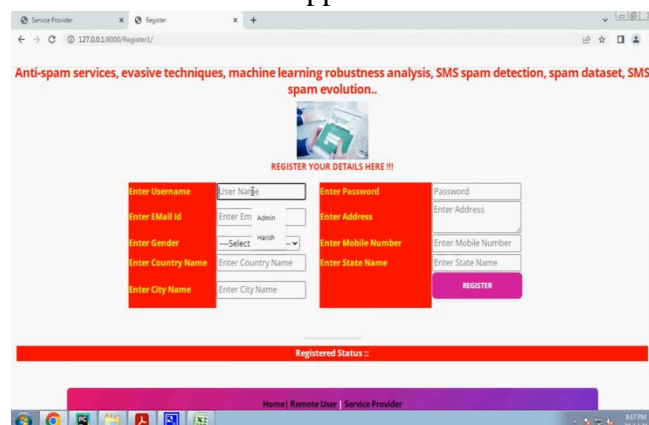 Service Provider
Register
127.0.0.1:8000/Register1/
Anti-spam services, evasive techniques, machine learning robustness analysis, SMS spam detection, spam dataset, SMS
spam evolution..
REGISTER YOUR DETAILS HERE !!!
Enter Username User Name Enter Password Password
Enter EMail Id Enter Em Admin Enter Address Enter Address
Enter Gender ----Select Harish --- Enter Mobile Number Enter Mobile Number
Enter Country Name Enter Country Name Enter State Name Enter State Name
Enter City Name Enter City Name REGISTER
Registered Status ::
Home| Remote User | Service Provider
8:17 PM